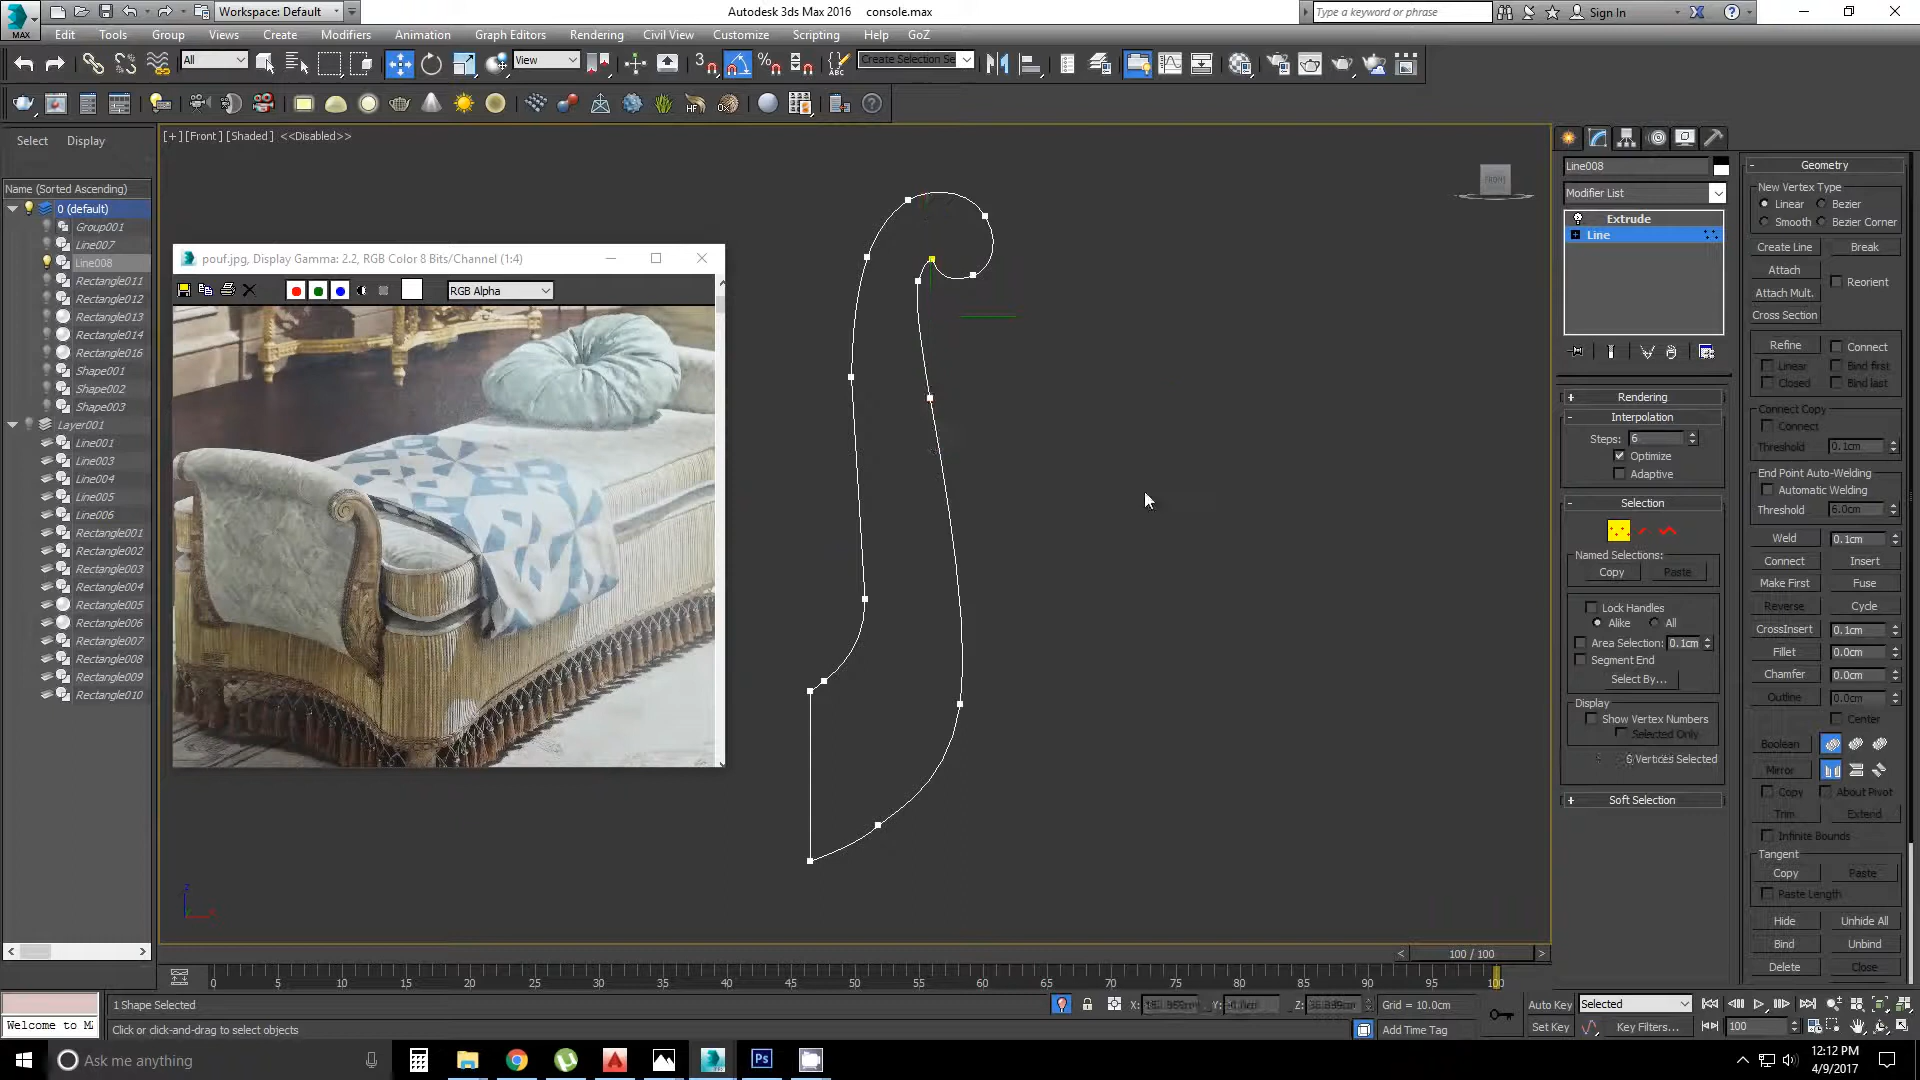 Workspace: Default
Autodesk 3ds Max 2016    console.max
Type a keyword or phrase
Sign In
MAX
Edit
Tools
Group
Views
Create
Modifiers
Animation
Graph Editors
Rendering
Civil View
Customize
Scripting
Help
GoZ
All
View
Create Selection Se
Select
Display
[+] [Front] [Shaded]  <<Disabled>>
FRONT
Name (Sorted Ascending)
0 (default)
Group001
Line007
Line008
Rectangle011
Rectangle012
Rectangle013
Rectangle014
Rectangle016
Shape001
Shape002
Shape003
Layer001
Line001
Line003
Line004
Line005
Line006
Rectangle001
Rectangle002
Rectangle003
Rectangle004
Rectangle005
Rectangle006
Rectangle007
Rectangle008
Rectangle009
Rectangle010
pouf.jpg, Display Gamma: 2.2, RGB Color 8 Bits/Channel (1:4)
RGB Alpha
Line008
Modifier List
Extrude
Line
Rendering
Interpolation
Steps: 6
Optimize
Adaptive
Selection
Named Selections:
Copy
Paste
Lock Handles
Alike
All
Area Selection: 0.1cm
Segment End
Select By...
Display
Show Vertex Numbers
Selected Only
6 Vertices Selected
Soft Selection
Geometry
New Vertex Type
Linear
Bezier
Smooth
Bezier Corner
Create Line
Break
Attach
Reorient
Attach Mult.
Cross Section
Refine
Connect
Linear
Bind first
Closed
Bind last
Connect Copy
Connect
Threshold 0.1cm
End Point Auto-Welding
Automatic Welding
Threshold 6.0cm
Weld 0.1cm
Connect
Insert
Make First
Fuse
Reverse
Cycle
CrossInsert 0.1cm
Fillet 0.0cm
Chamfer 0.0cm
Outline 0.0cm
Center
Boolean
Mirror
Copy
About Pivot
Trim
Extend
Infinite Bounds
Tangent
Copy
Paste
Paste Length
Hide
Unhide All
Bind
Unbind
Delete
Close
100 / 100
0 5 10 15 20 25 30 35 40 45 50 55 60 65 70 75 80 85 90 95 100
1 Shape Selected
X:
Y:
Z:
Grid = 10.0cm
Auto Key
Selected
Welcome to M
Click or click-and-drag to select objects
Add Time Tag
Set Key
Key Filters...
100
Ask me anything
Ps
12:12 PM
4/9/2017